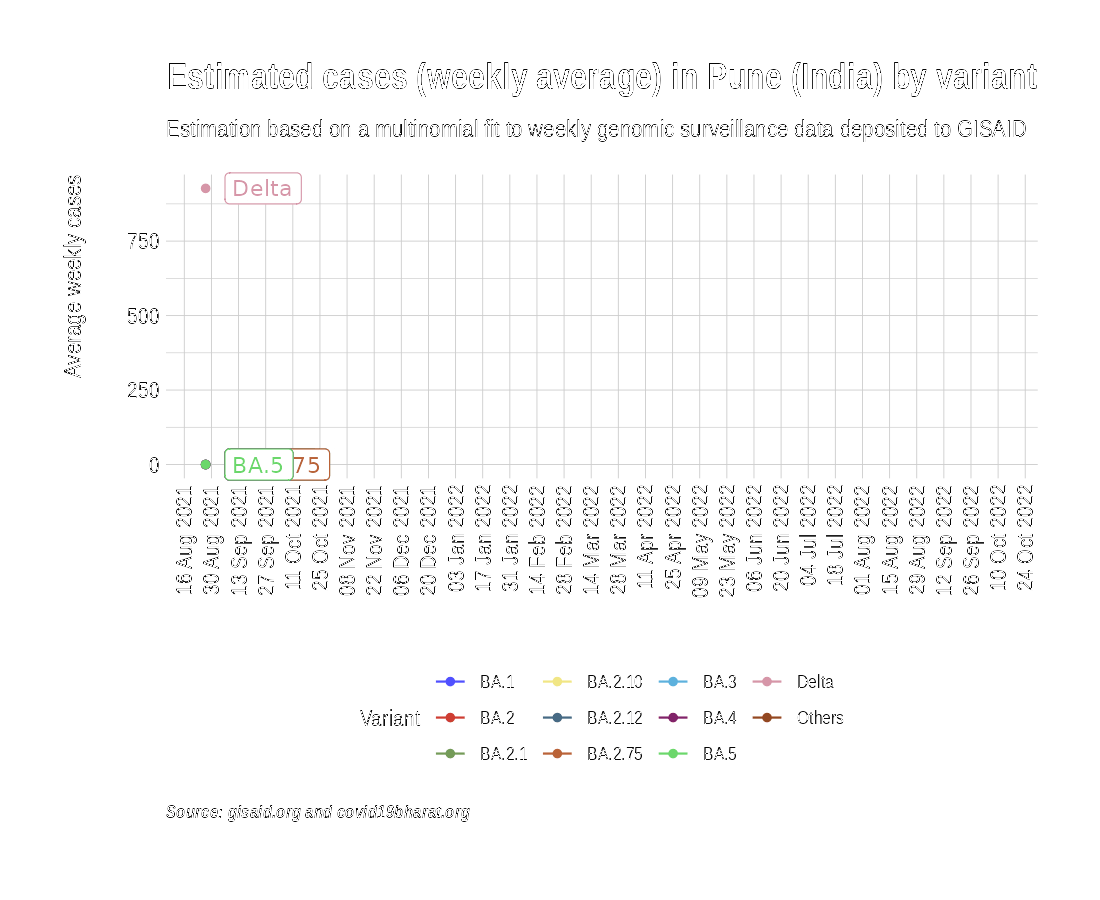 Estimated cases (weekly average) in Pune (India) by variant
Estimation based on a multinomial fit to weekly genomic surveillance data deposited to GISAID
Average weekly cases
Delta
750
500
250
0
BA.5
75
16 Aug 2021
30 Aug 2021
13 Sep 2021
27 Sep 2021
11 Oct 2021
25 Oct 2021
08 Nov 2021
22 Nov 2021
06 Dec 2021
20 Dec 2021
03 Jan 2022
17 Jan 2022
31 Jan 2022
14 Feb 2022
28 Feb 2022
14 Mar 2022
28 Mar 2022
11 Apr 2022
25 Apr 2022
09 May 2022
23 May 2022
06 Jun 2022
20 Jun 2022
04 Jul 2022
18 Jul 2022
01 Aug 2022
15 Aug 2022
29 Aug 2022
12 Sep 2022
26 Sep 2022
10 Oct 2022
24 Oct 2022
Variant
BA.1
BA.2
BA.2.1
BA.2.10
BA.2.12
BA.2.75
BA.3
BA.4
BA.5
Delta
Others
Source: gisaid.org and covid19bharat.org